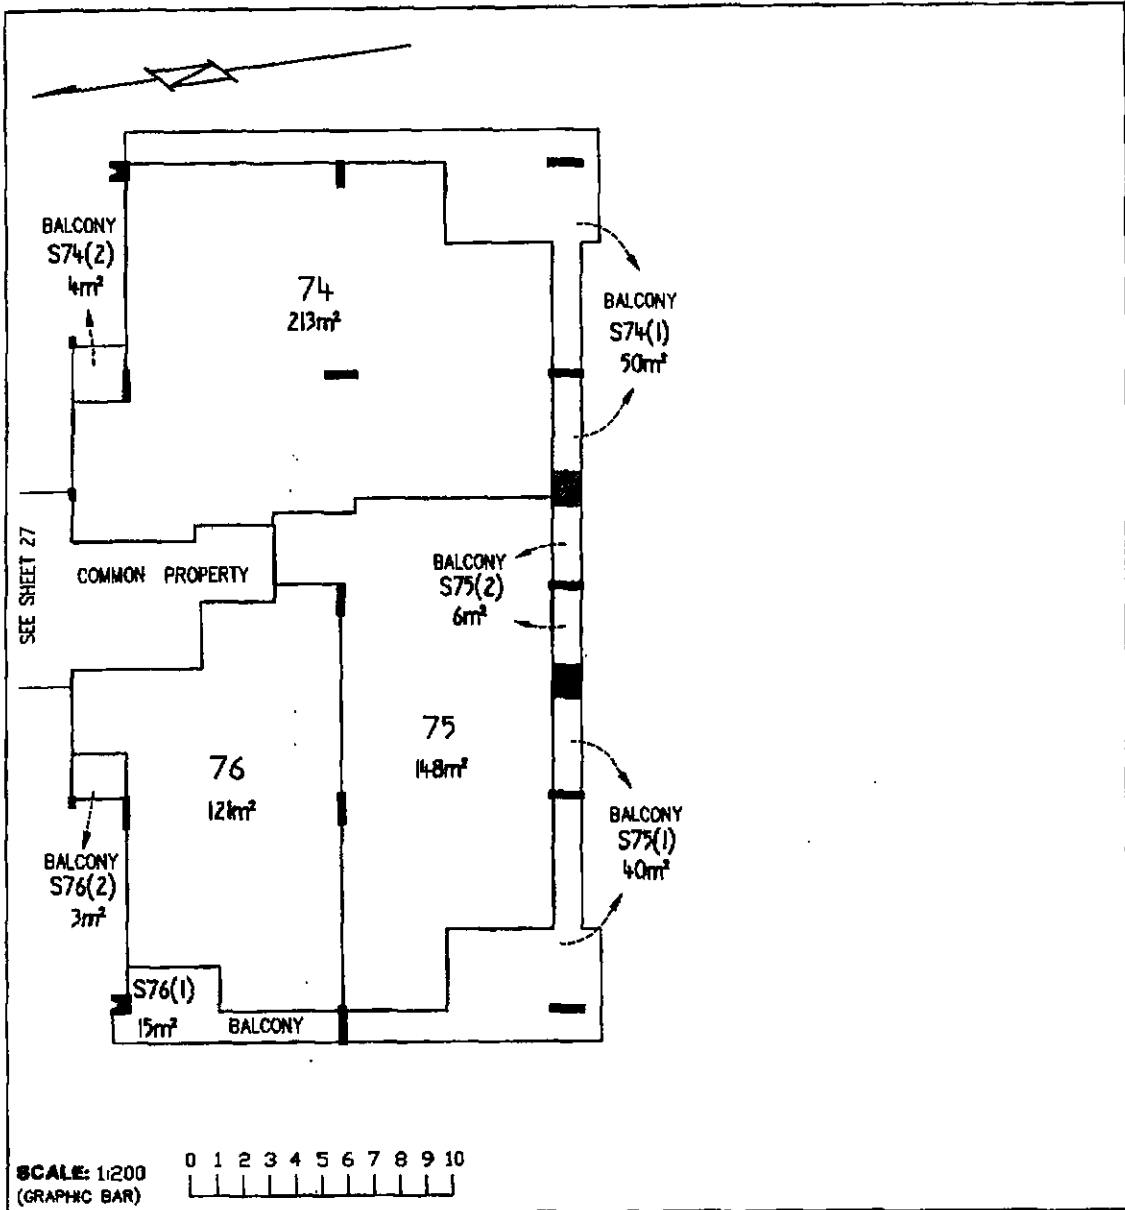 BALCONY
S74(2)
4m²
74
213m²
BALCONY
S74(1)
50m²
SEE SHEET 27
COMMON PROPERTY
BALCONY
S75(2)
6m²
75
148m²
76
121m²
BALCONY
S75(1)
40m²
BALCONY
S76(2)
3m²
S76(1)
15m²
BALCONY
SCALE: 1:200
(GRAPHIC BAR)
0 1 2 3 4 5 6 7 8 9 10